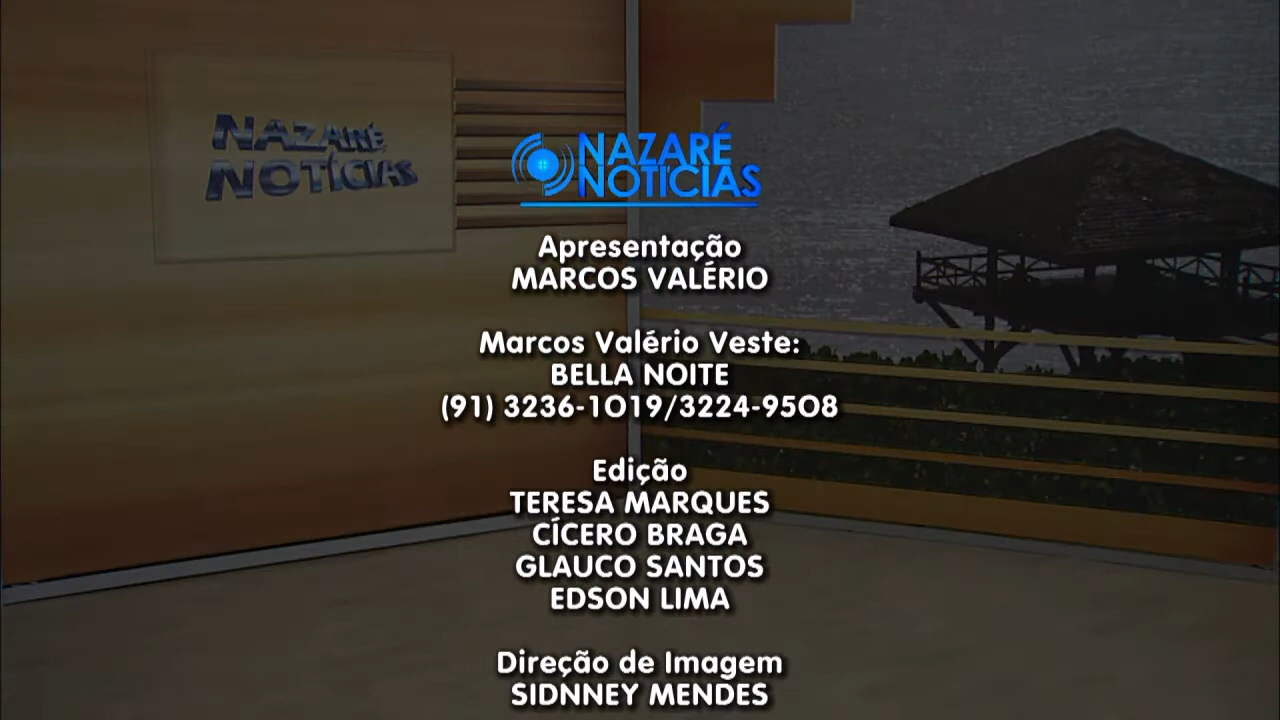 NAZARÉ
NOTÍCIAS
NAZARÉ
NOTÍCIAS
Apresentação
MARCOS VALÉRIO
Marcos Valério Veste:
BELLA NOITE
(91) 3236-1019/3224-9508
Edição
TERESA MARQUES
CÍCERO BRAGA
GLAUCO SANTOS
EDSON LIMA
Direção de Imagem
SIDNNEY MENDES